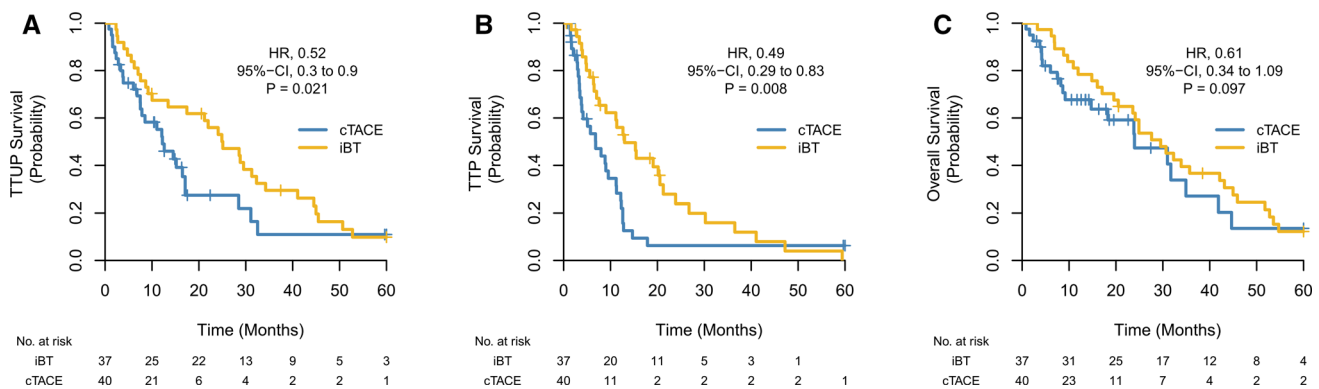 A
TTUP Survival
(Probability)
1.0
0.8
0.6
0.4
0.2
0.0
HR, 0.52
95%−CI, 0.3 to 0.9
P = 0.021
cTACE
iBT
0 10 20 30 40 50 60
Time (Months)
No. at risk
iBT 37 25 22 13 9 5 3
cTACE 40 21 6 4 2 2 1
B
TTP Survival
(Probability)
1.0
0.8
0.6
0.4
0.2
0.0
HR, 0.49
95%−CI, 0.29 to 0.83
P = 0.008
cTACE
iBT
0 10 20 30 40 50 60
Time (Months)
No. at risk
iBT 37 20 11 5 3 1
cTACE 40 11 2 2 2 2 1
C
Overall Survival
(Probability)
1.0
0.8
0.6
0.4
0.2
0.0
HR, 0.61
95%−CI, 0.34 to 1.09
P = 0.097
cTACE
iBT
0 10 20 30 40 50 60
Time (Months)
No. at risk
iBT 37 31 25 17 12 8 4
cTACE 40 23 11 7 4 2 2